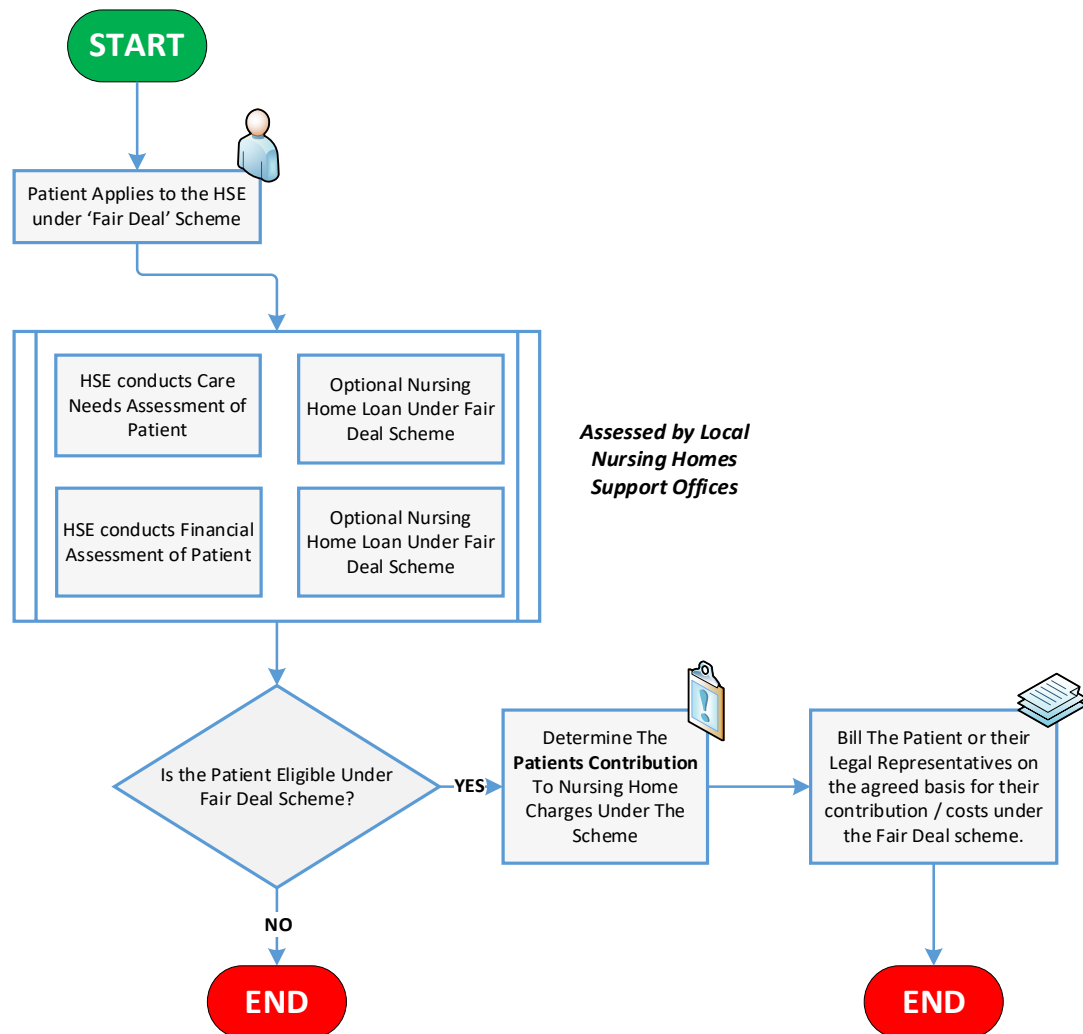 START
Patient Applies to the HSE
under ‘Fair Deal’ Scheme
HSE conducts Care
Needs Assessment of
Patient
Optional Nursing
Home Loan Under Fair
Deal Scheme
HSE conducts Financial
Assessment of Patient
Optional Nursing
Home Loan Under Fair
Deal Scheme
Assessed by Local
Nursing Homes
Support Offices
Is the Patient Eligible Under
Fair Deal Scheme?
YES
Determine The
Patients Contribution
To Nursing Home
Charges Under The
Scheme
Bill The Patient or their
Legal Representatives on
the agreed basis for their
contribution / costs under
the Fair Deal scheme.
NO
END
END